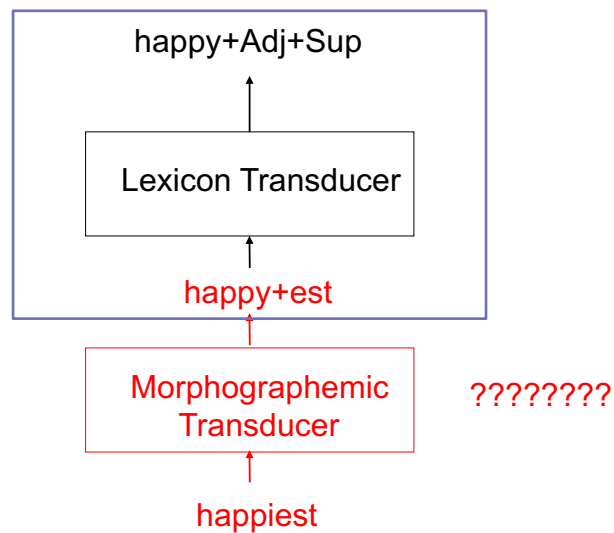 happy+Adj+Sup
Lexicon Transducer
happy+est
Morphographemic
Transducer
????????
happiest